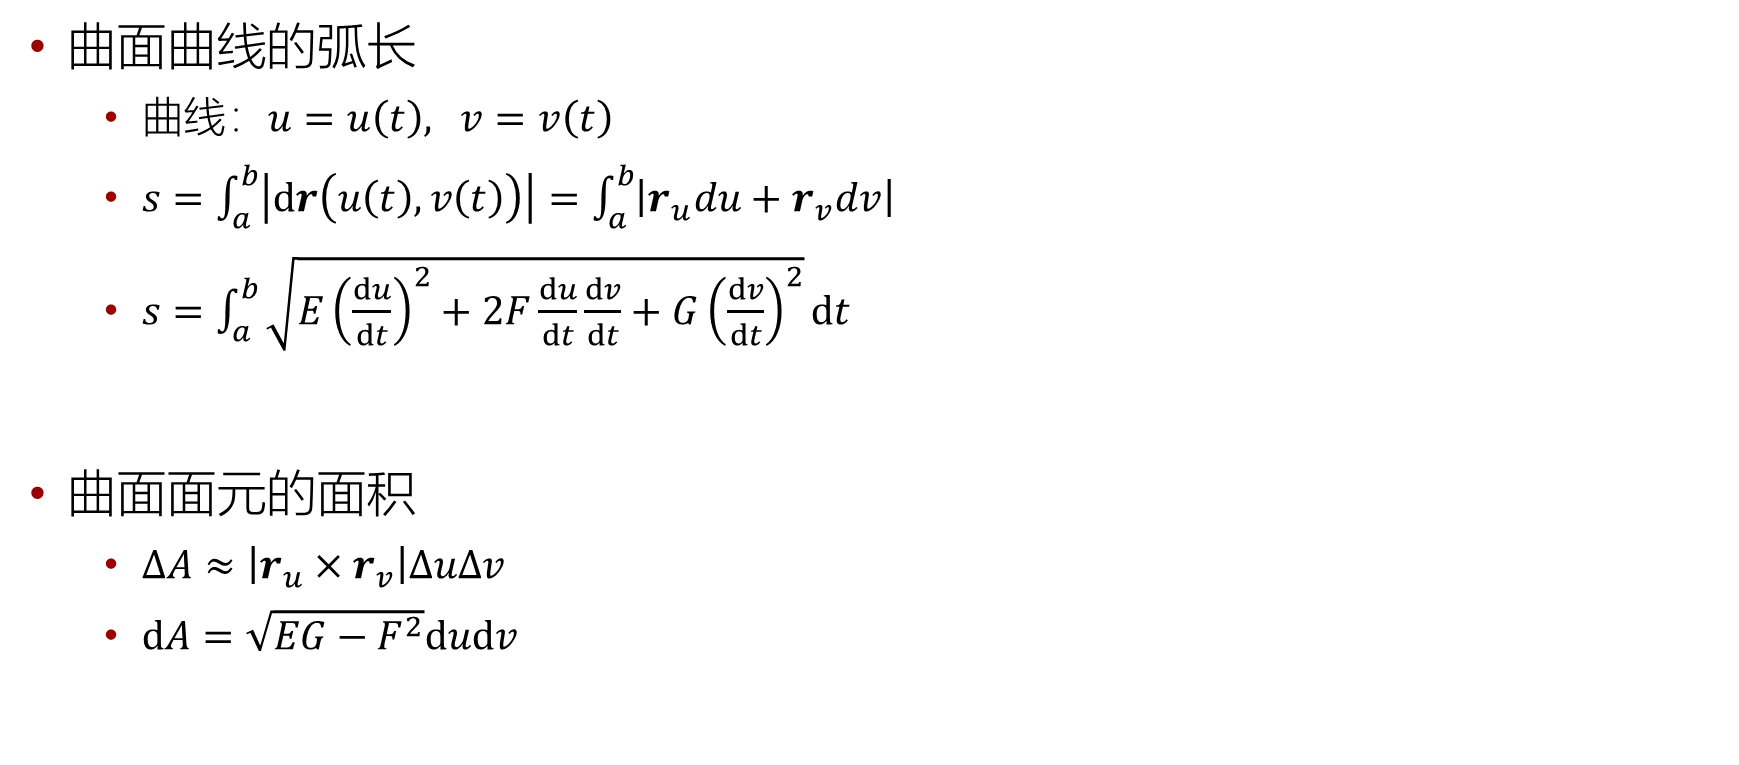 • 曲面曲线的弧长
• 曲线：u = u(t), v = v(t)
• s = ∫_a^b |d𝒓(u(t), v(t))| = ∫_a^b |𝒓_u du + 𝒓_v dv|
• s = ∫_a^b √(E (du/dt)^2 + 2F du/dt dv/dt + G (dv/dt)^2) dt
• 曲面面元的面积
• ΔA ≈ |𝒓_u × 𝒓_v|ΔuΔv
• dA = √(EG − F^2) dudv